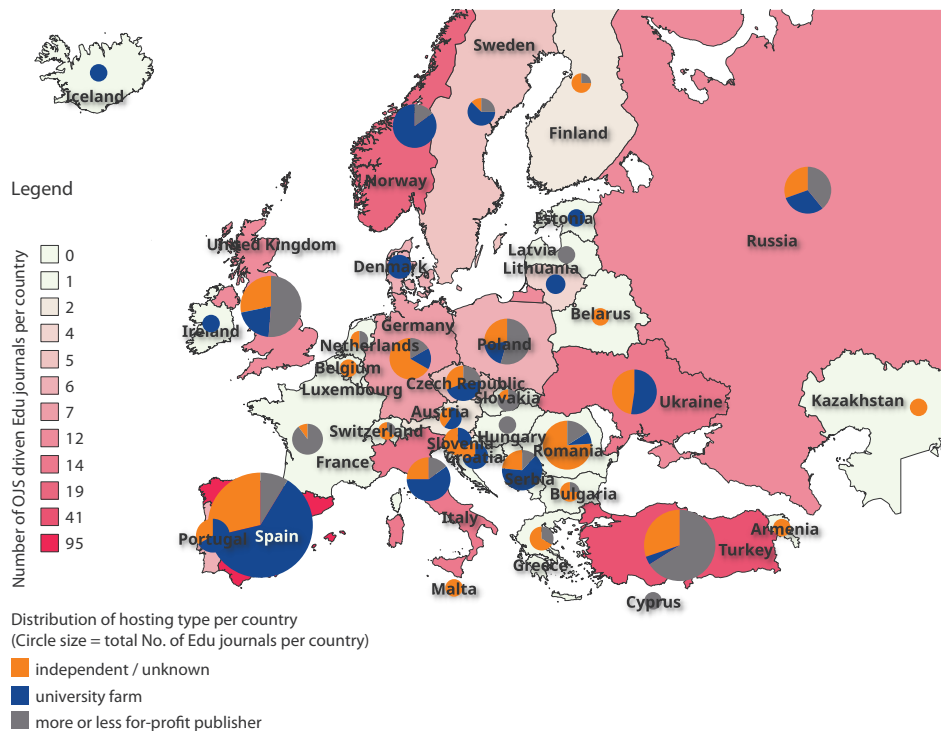 Sweden
Iceland
Finland
Legend
Norway
Estonia
United Kingdom
Russia
Latvia
Denmark
Lithuania
Number of OJS driven Edu journals per country
0
1
2
4
5
6
7
12
14
19
41
95
Ireland
Belarus
Germany
Netherlands
Poland
Belgium
Czech Republic
Luxembourg
Slovakia
Ukraine
Kazakhstan
Austria
Switzerland
Hungary
Slovenia
Romania
Croatia
France
Serbia
Bulgaria
Italy
Armenia
Portugal
Spain
Turkey
Greece
Malta
Cyprus
Distribution of hosting type per country
(Circle size = total No. of Edu journals per country)
independent / unknown
university farm
more or less for-profit publisher